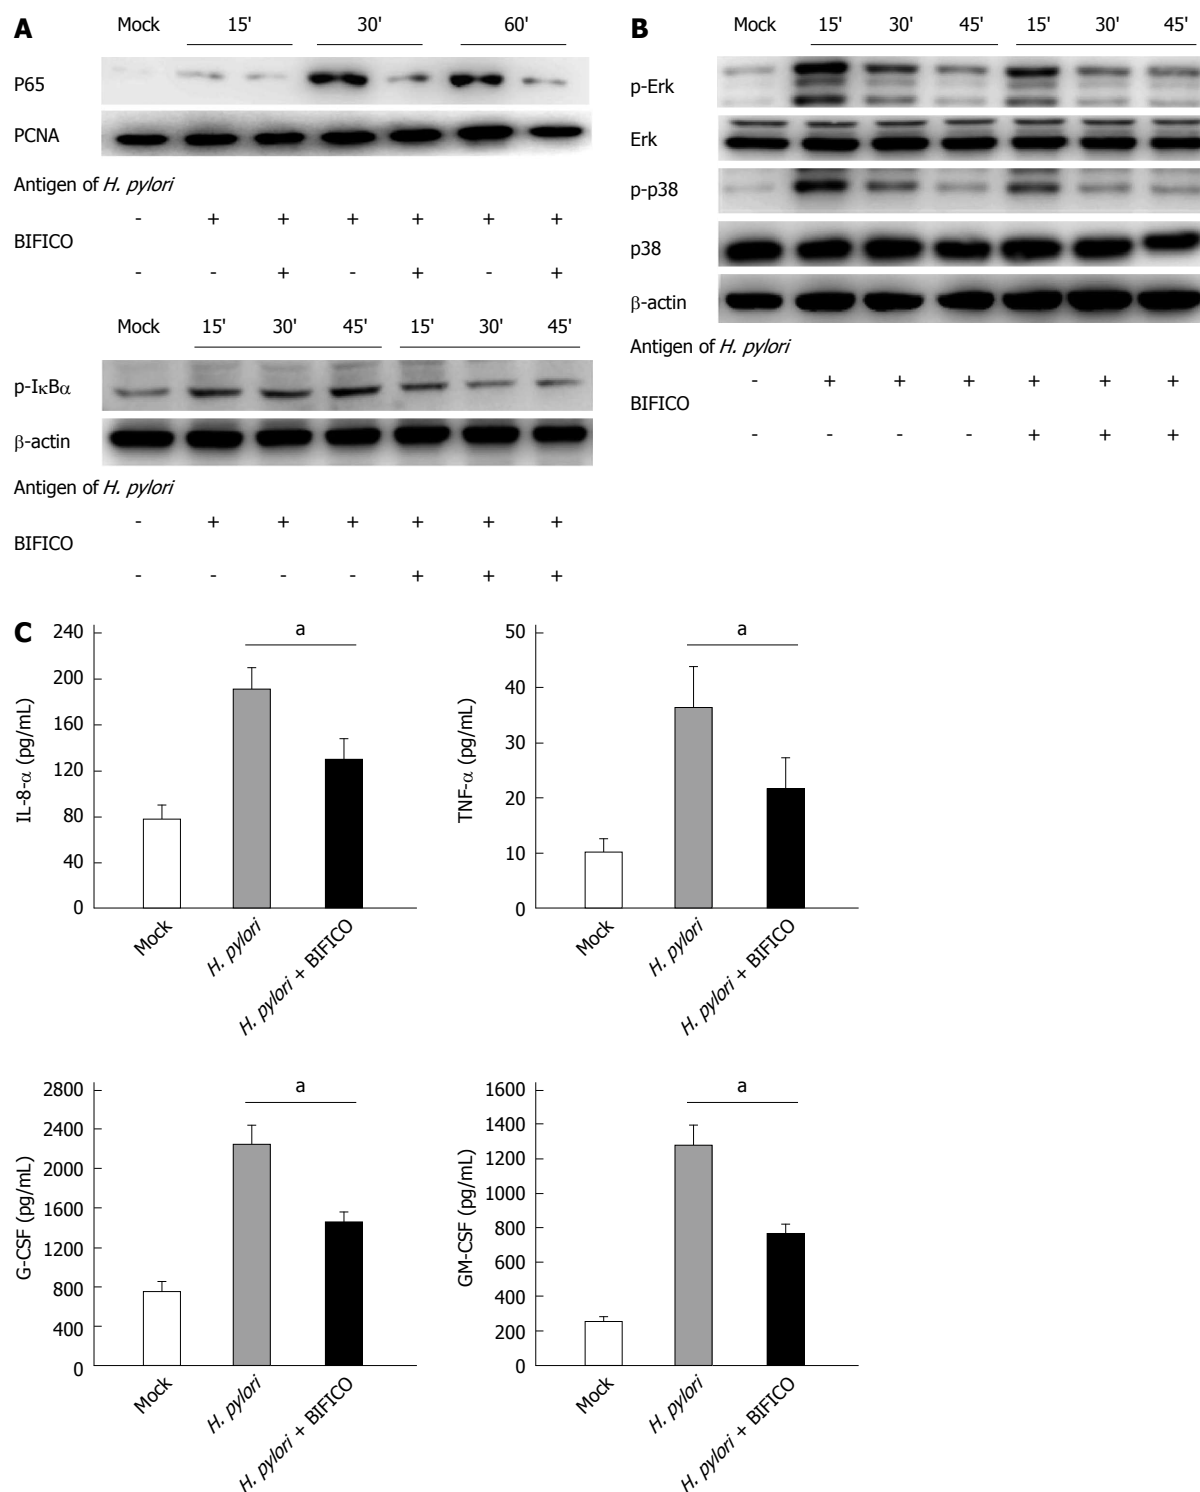 A
Mock 15' 30' 60'
P65
PCNA
Antigen of H. pylori
- + + + + + +
BIFICO
- - + - + - +
Mock 15' 30' 45' 15' 30' 45'
p-IκBα
β-actin
Antigen of H. pylori
- + + + + + +
BIFICO
- - - - + + +
B
Mock 15' 30' 45' 15' 30' 45'
p-Erk
Erk
p-p38
p38
β-actin
Antigen of H. pylori
- + + + + + +
BIFICO
- - - - + + +
C
IL-8-α (pg/mL)
240
200
160
120
80
40
0
a
Mock
H. pylori
H. pylori + BIFICO
TNF-α (pg/mL)
50
40
30
20
10
0
a
Mock
H. pylori
H. pylori + BIFICO
G-CSF (pg/mL)
2800
2400
2000
1600
1200
800
400
0
a
Mock
H. pylori
H. pylori + BIFICO
GM-CSF (pg/mL)
1600
1400
1200
1000
800
600
400
200
0
a
Mock
H. pylori
H. pylori + BIFICO